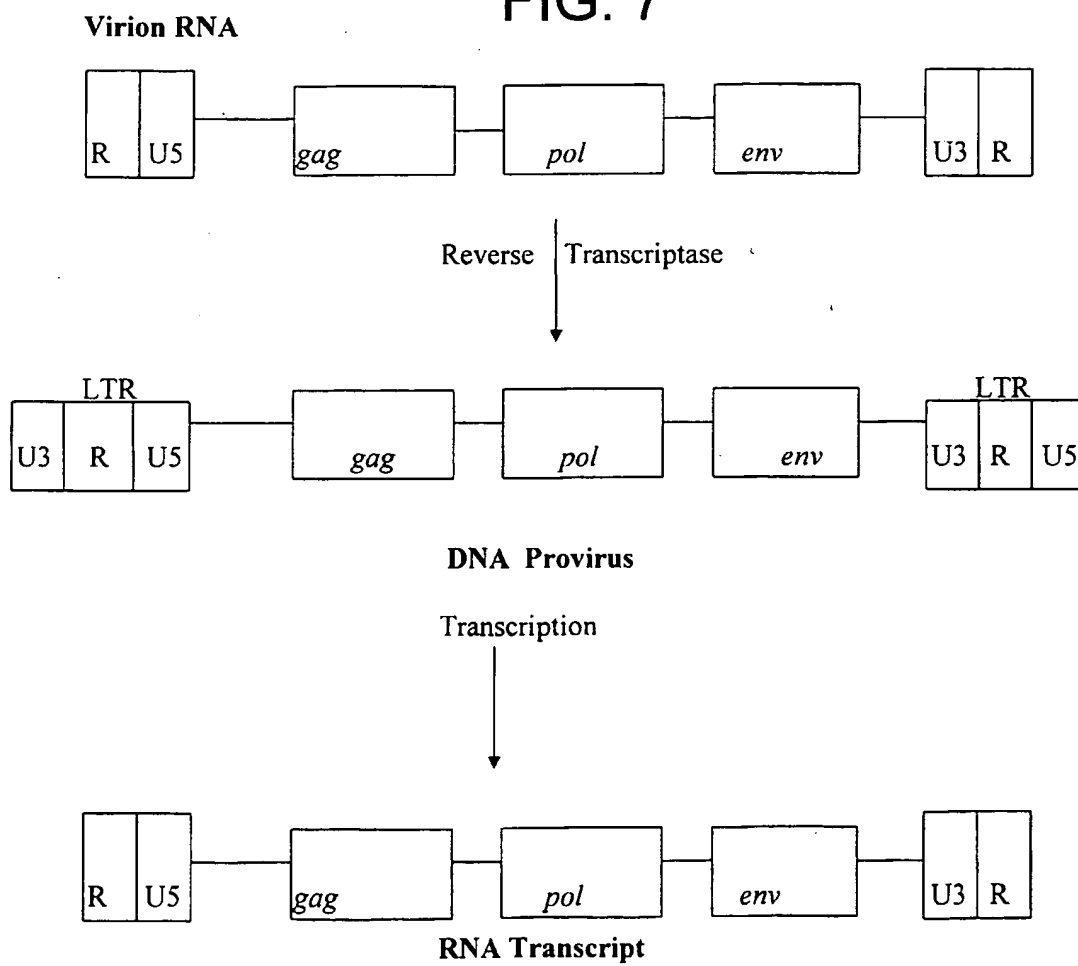 FIG. 7
Virion RNA
R U5 gag pol env U3 R
Reverse Transcriptase
LTR LTR
U3 R U5 gag pol env U3 R U5
DNA Provirus
Transcription
R U5 gag pol env U3 R
RNA Transcript